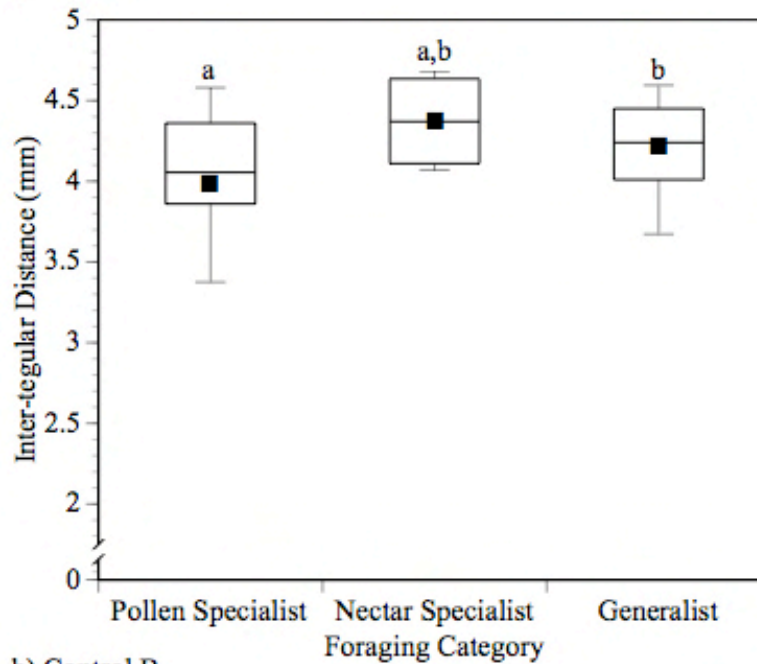 5
4.5
4
3.5
3
2.5
2
0
Inter-tegular Distance (mm)
a
a,b
b
Pollen Specialist
Nectar Specialist
Generalist
Foraging Category